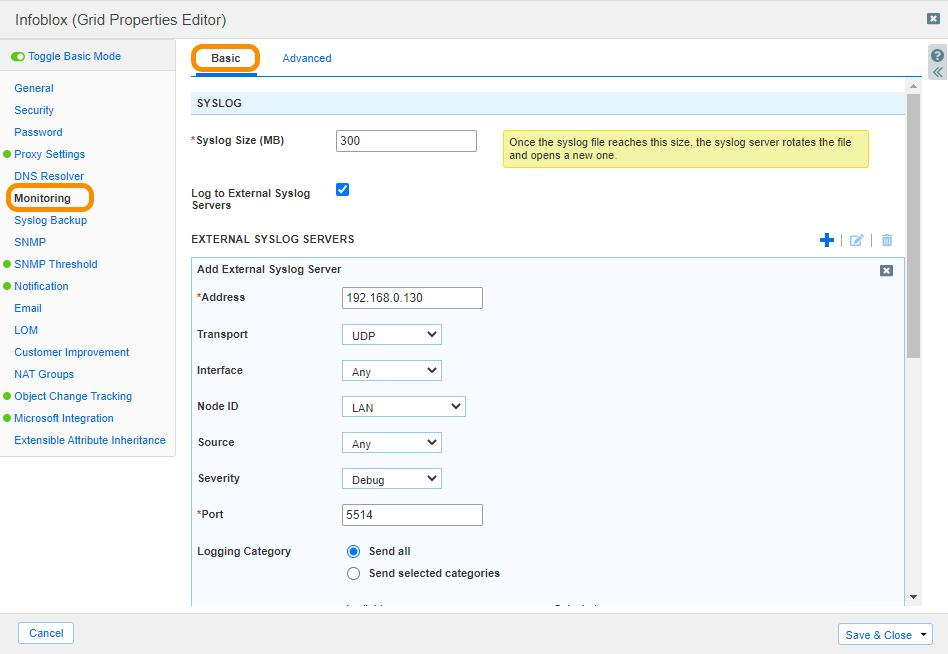 Infoblox (Grid Properties Editor)
Toggle Basic Mode
General
Security
Password
Proxy Settings
DNS Resolver
Monitoring
Syslog Backup
SNMP
SNMP Threshold
Notification
Email
LOM
Customer Improvement
NAT Groups
Object Change Tracking
Microsoft Integration
Extensible Attribute Inheritance
Basic Advanced
SYSLOG
*Syslog Size (MB) 300
Once the syslog file reaches this size, the syslog server rotates the file
and opens a new one.
Log to External Syslog
Servers
EXTERNAL SYSLOG SERVERS
Add External Syslog Server
*Address 192.168.0.130
Transport UDP
Interface Any
Node ID LAN
Source Any
Severity Debug
*Port 5514
Logging Category Send all
Send selected categories
Cancel
Save & Close